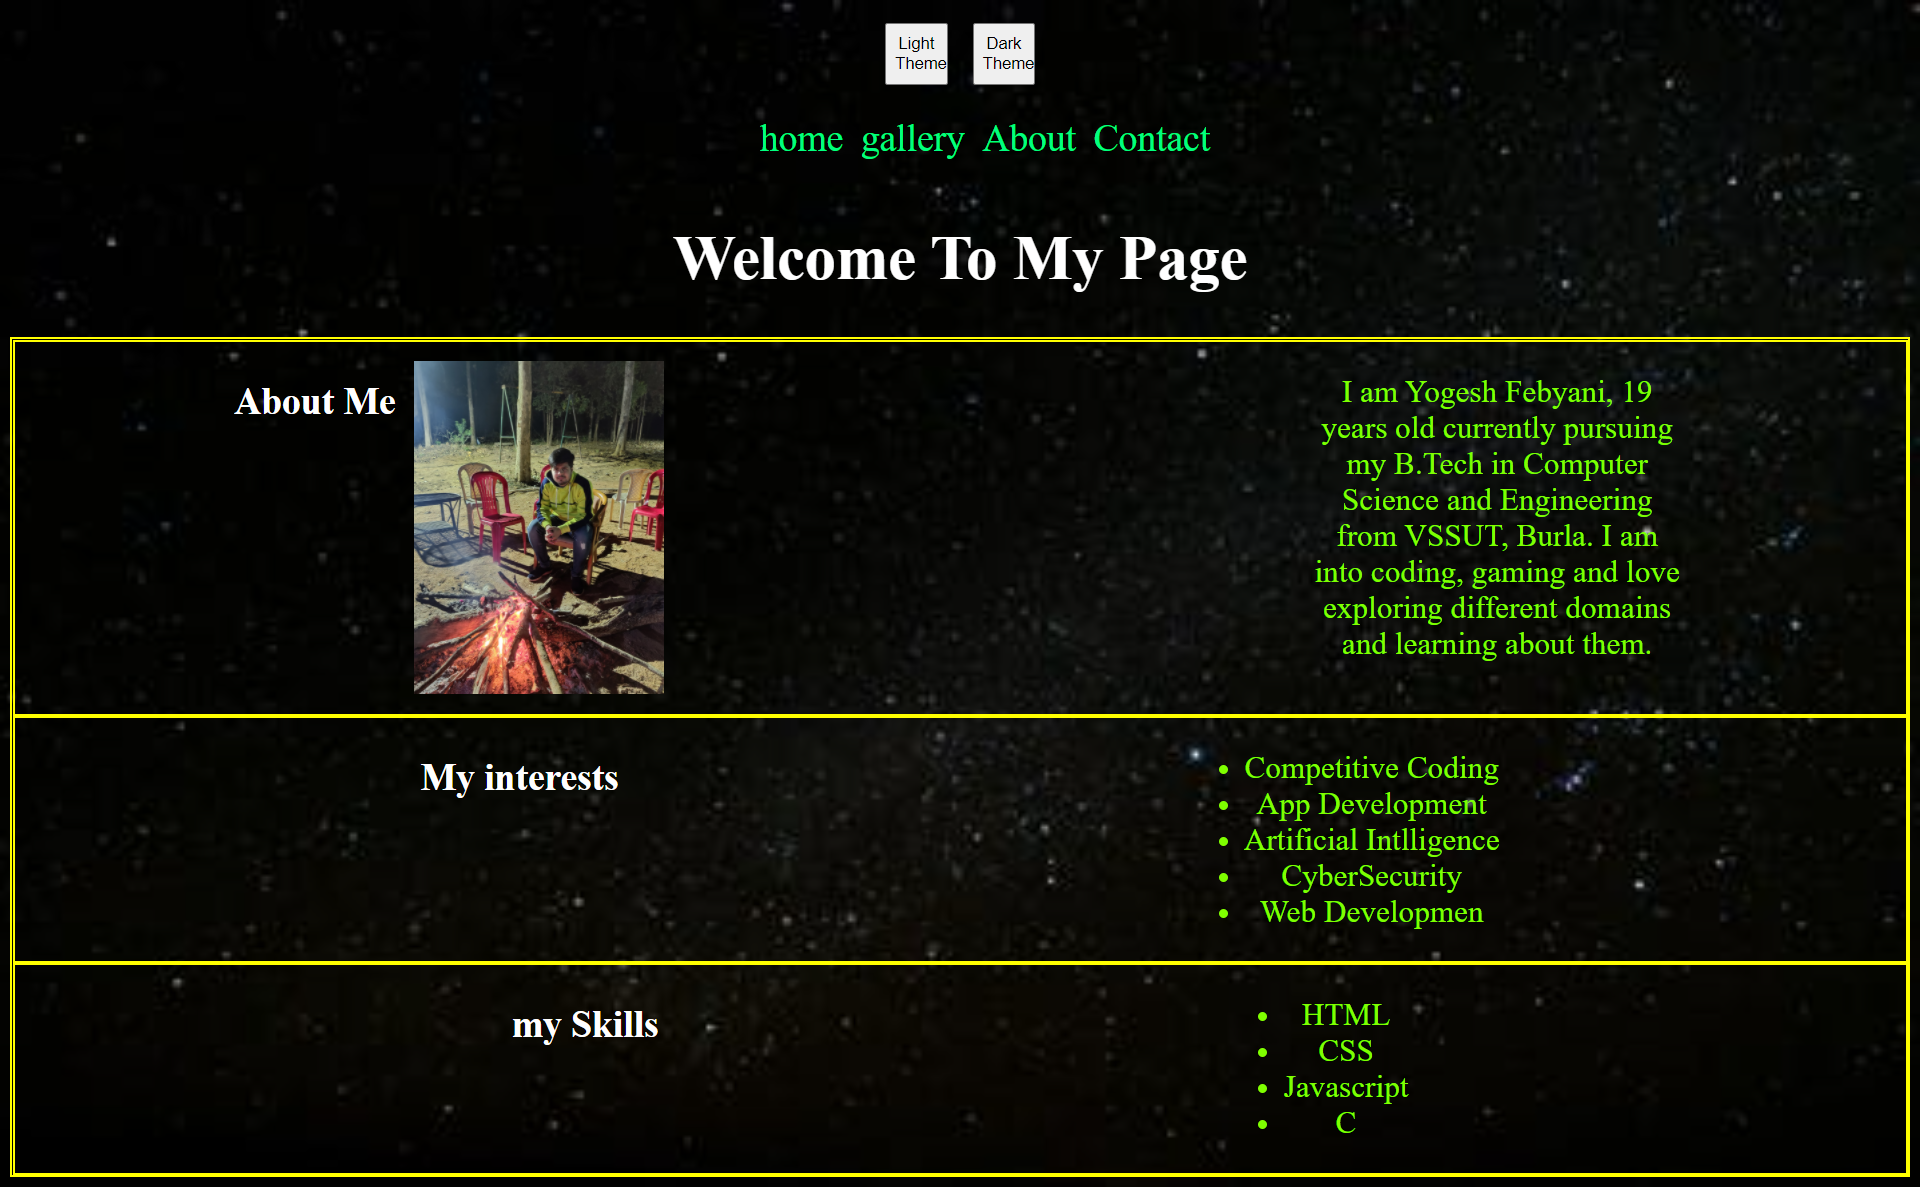 Light Theme
Dark Theme
home gallery About Contact
Welcome To My Page
About Me
I am Yogesh Febyani, 19
years old currently pursuing
my B.Tech in Computer
Science and Engineering
from VSSUT, Burla. I am
into coding, gaming and love
exploring different domains
and learning about them.
My interests
• Competitive Coding
• App Development
• Artificial Intlligence
• CyberSecurity
• Web Developmen
my Skills
• HTML
• CSS
• Javascript
• C